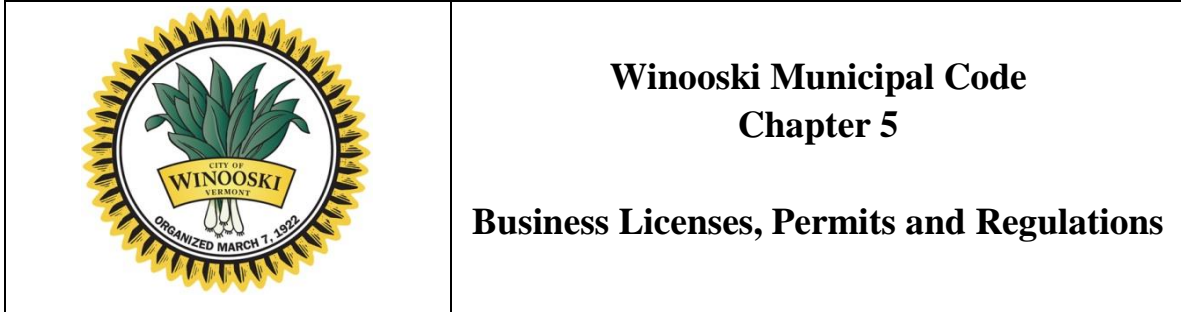 CITY OF
WINOOSKI
VERMONT
ORGANIZED MARCH 7, 1922
Winooski Municipal Code
Chapter 5
Business Licenses, Permits and Regulations